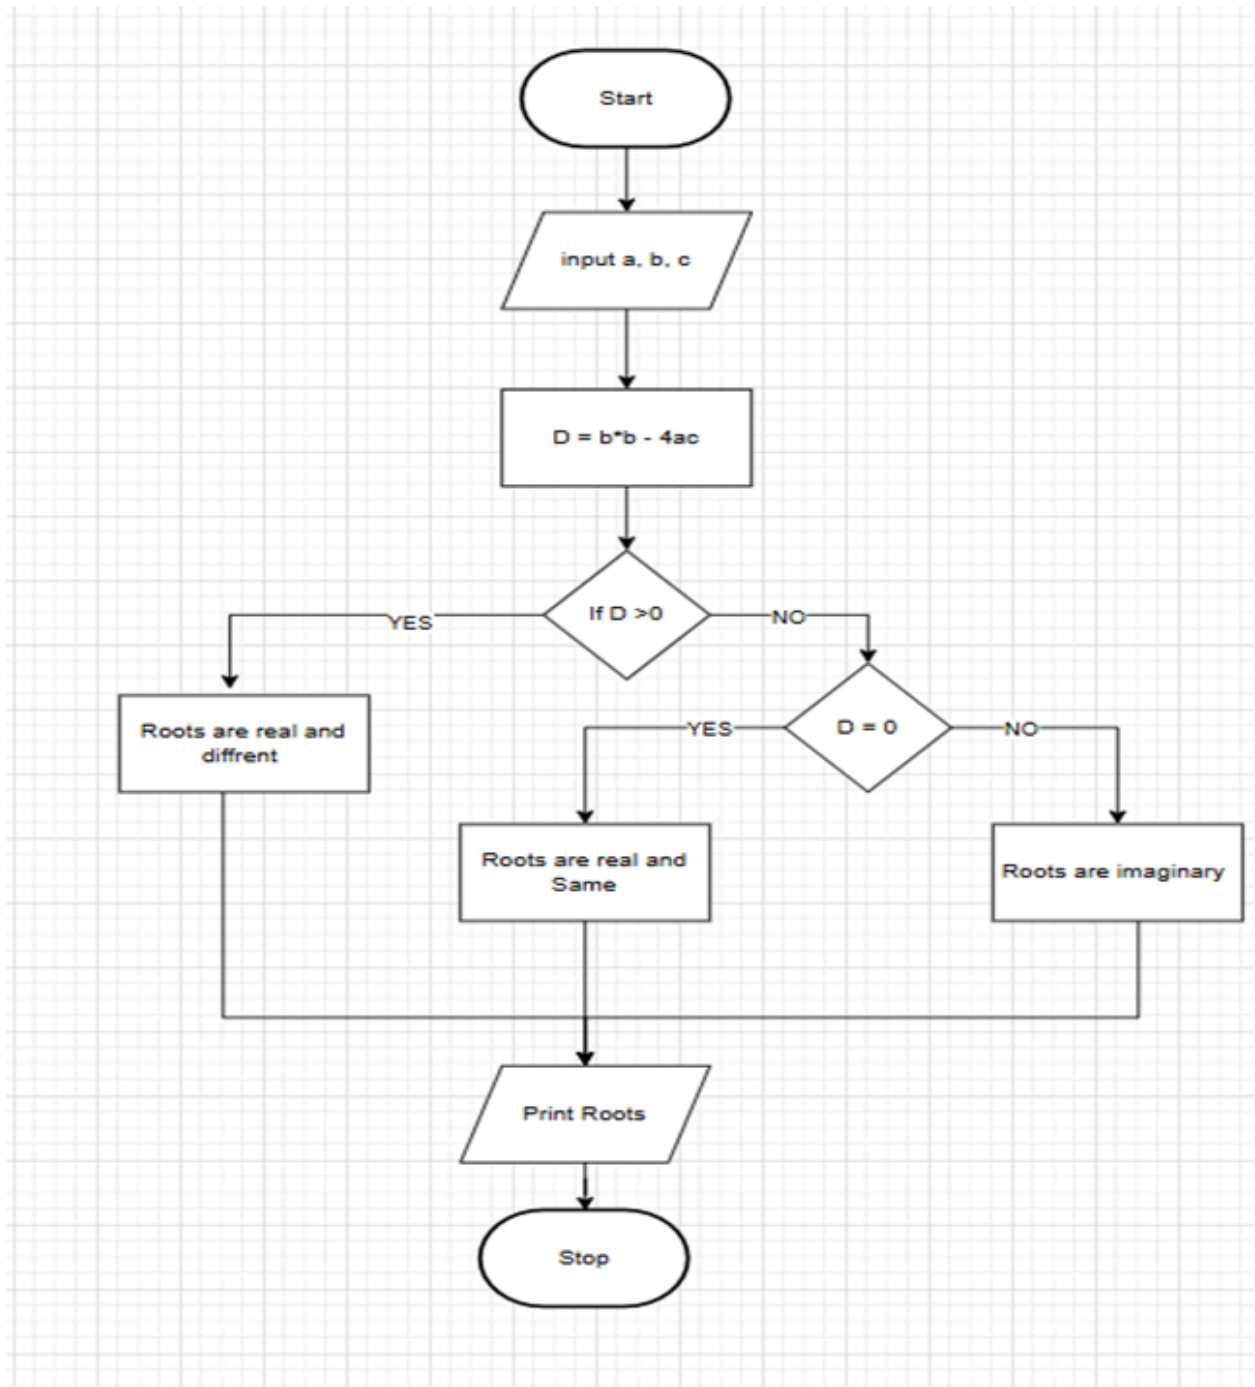 Start
input a, b, c
D = b*b - 4ac
If D >0
YES
NO
D = 0
YES
NO
Roots are real and
diffrent
Roots are real and
Same
Roots are imaginary
Print Roots
Stop